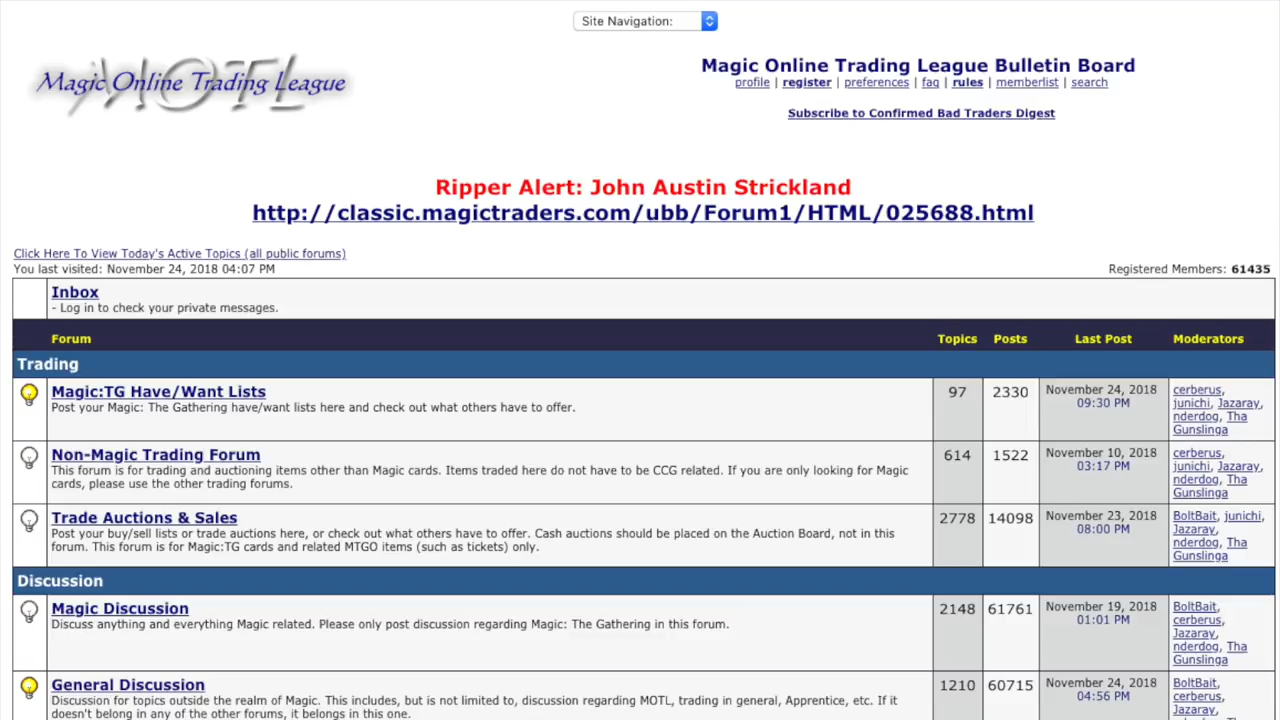 Site Navigation:
Magic Online Trading League
MOTL
Magic Online Trading League Bulletin Board
profile | register | preferences | faq | rules | memberlist | search
Subscribe to Confirmed Bad Traders Digest
Ripper Alert: John Austin Strickland
http://classic.magictraders.com/ubb/Forum1/HTML/025688.html
Click Here To View Today's Active Topics (all public forums)
You last visited: November 24, 2018 04:07 PM
Registered Members: 61435
Inbox
- Log in to check your private messages.
Forum Topics Posts Last Post Moderators
Trading
Magic:TG Have/Want Lists
Post your Magic: The Gathering have/want lists here and check out what others have to offer.
97
2330
November 24, 2018
09:30 PM
cerberus,
junichi, Jazaray,
nderdog, Tha
Gunslinga
Non-Magic Trading Forum
This forum is for trading and auctioning items other than Magic cards. Items traded here do not have to be CCG related. If you are only looking for Magic
cards, please use the other trading forums.
614
1522
November 10, 2018
03:17 PM
cerberus,
junichi, Jazaray,
nderdog, Tha
Gunslinga
Trade Auctions & Sales
Post your buy/sell lists or trade auctions here, or check out what others have to offer. Cash auctions should be placed on the Auction Board, not in this
forum. This forum is for Magic:TG cards and related MTGO items (such as tickets) only.
2778
14098
November 23, 2018
08:00 PM
BoltBait, junichi,
Jazaray,
nderdog, Tha
Gunslinga
Discussion
Magic Discussion
Discuss anything and everything Magic related. Please only post discussion regarding Magic: The Gathering in this forum.
2148
61761
November 19, 2018
01:01 PM
BoltBait,
cerberus,
Jazaray,
nderdog, Tha
Gunslinga
General Discussion
Discussion for topics outside the realm of Magic. This includes, but is not limited to, discussion regarding MOTL, trading in general, Apprentice, etc. If it
doesn't belong in any of the other forums, it belongs in this one.
1210
60715
November 24, 2018
04:56 PM
BoltBait,
cerberus,
Jazaray,